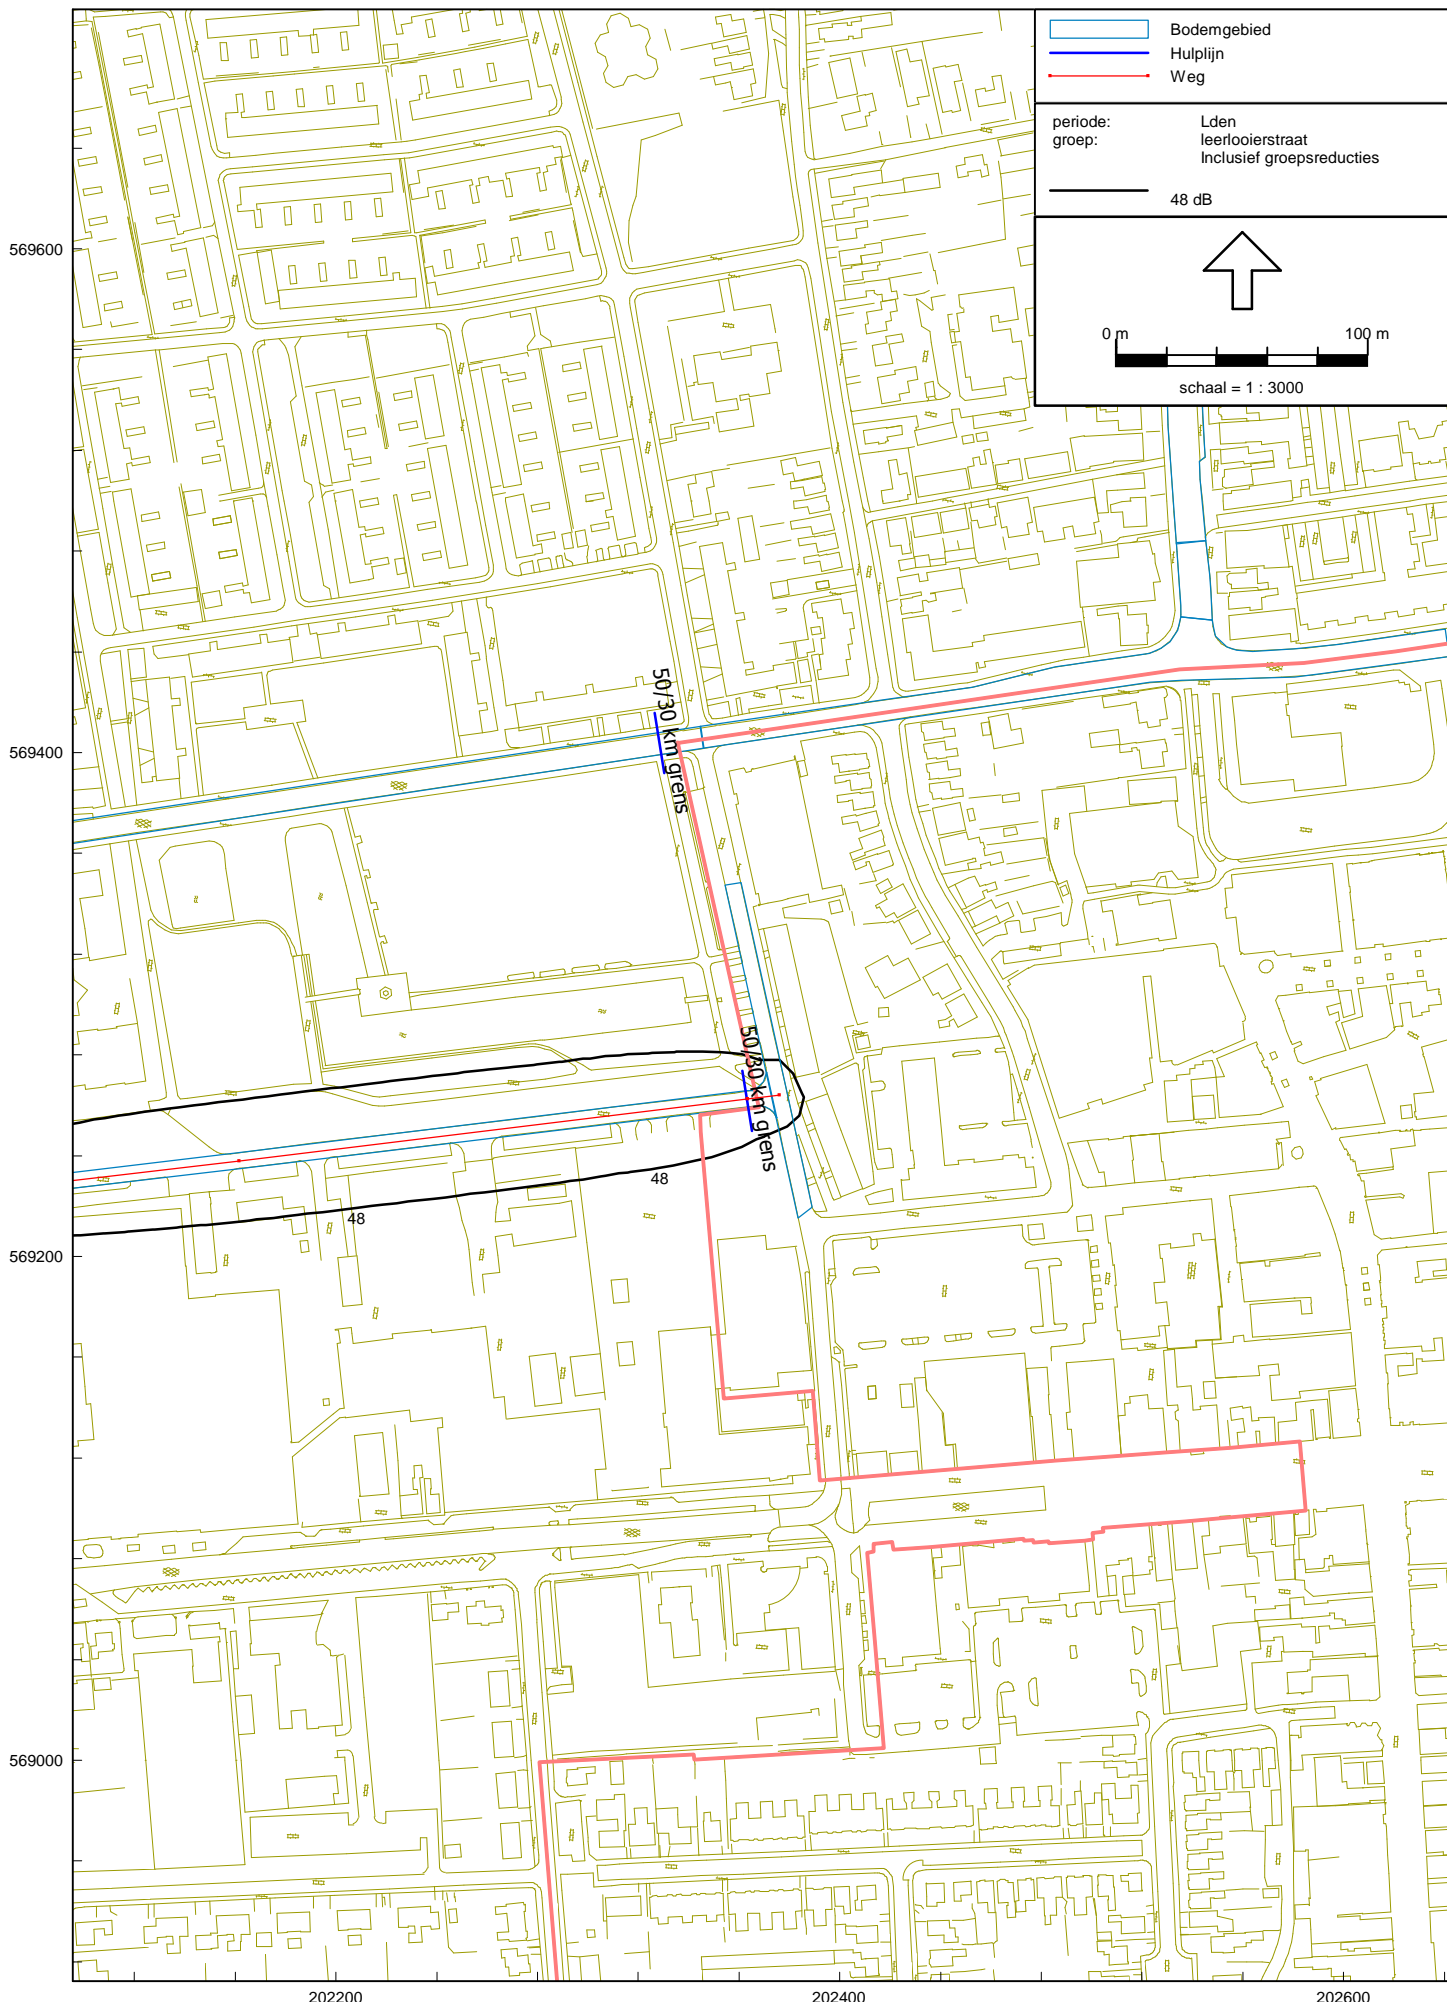 Bodemgebied
Hulplijn
Weg
periode: Lden
groep: leerlooierstraat
Inclusief groepsreducties
48 dB
0 m 100 m
schaal = 1 : 3000
569600
50/30 km grens
569400
50/30 km grens
48
48
569200
569000
202200 202400 202600